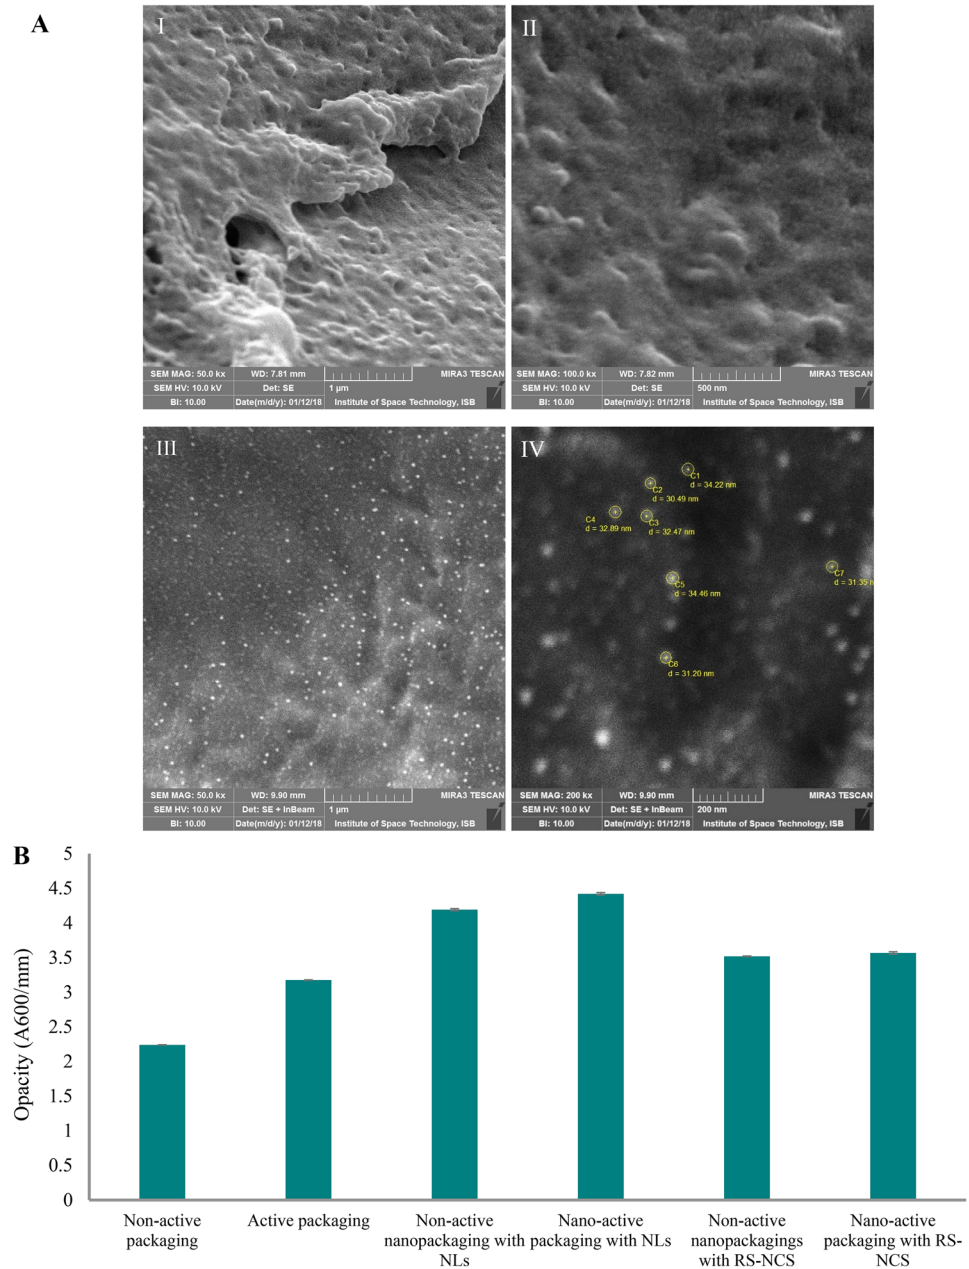 A
I
SEM MAG: 50.0 kx WD: 7.81 mm MIRA3 TESCAN
SEM HV: 10.0 kV Det: SE 1 µm
BI: 10.00 Date(m/d/y): 01/12/18 Institute of Space Technology, ISB
II
SEM MAG: 100.0 kx WD: 7.82 mm MIRA3 TESCAN
SEM HV: 10.0 kV Det: SE 500 nm
BI: 10.00 Date(m/d/y): 01/12/18 Institute of Space Technology, ISB
III
SEM MAG: 50.0 kx WD: 9.90 mm MIRA3 TESCAN
SEM HV: 10.0 kV Det: SE + InBeam 1 µm
BI: 10.00 Date(m/d/y): 01/12/18 Institute of Space Technology, ISB
IV
C1
d = 34.22 nm
C2
d = 30.49 nm
C4
d = 32.89 nm
C3
d = 32.47 nm
C7
d = 31.35 n
C5
d = 34.46 nm
C6
d = 31.20 nm
SEM MAG: 200 kx WD: 9.90 mm MIRA3 TESCAN
SEM HV: 10.0 kV Det: SE + InBeam 200 nm
BI: 10.00 Date(m/d/y): 01/12/18 Institute of Space Technology, ISB
B
Opacity (A600/mm)
5
4.5
4
3.5
3
2.5
2
1.5
1
0.5
0
Non-active
packaging
Active packaging
Non-active
nanopackaging with
NLs
Nano-active
packaging with NLs
Non-active
nanopackagings
with RS-NCS
Nano-active
packaging with RS-
NCS